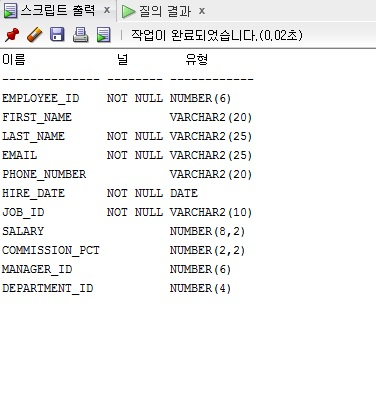 스크립트 출력 x 질의 결과 x
작업이 완료되었습니다.(0,02초)
이름 널 유형
------------- -------- ------------
EMPLOYEE_ID NOT NULL NUMBER(6)
FIRST_NAME VARCHAR2(20)
LAST_NAME NOT NULL VARCHAR2(25)
EMAIL NOT NULL VARCHAR2(25)
PHONE_NUMBER VARCHAR2(20)
HIRE_DATE NOT NULL DATE
JOB_ID NOT NULL VARCHAR2(10)
SALARY NUMBER(8,2)
COMMISSION_PCT NUMBER(2,2)
MANAGER_ID NUMBER(6)
DEPARTMENT_ID NUMBER(4)